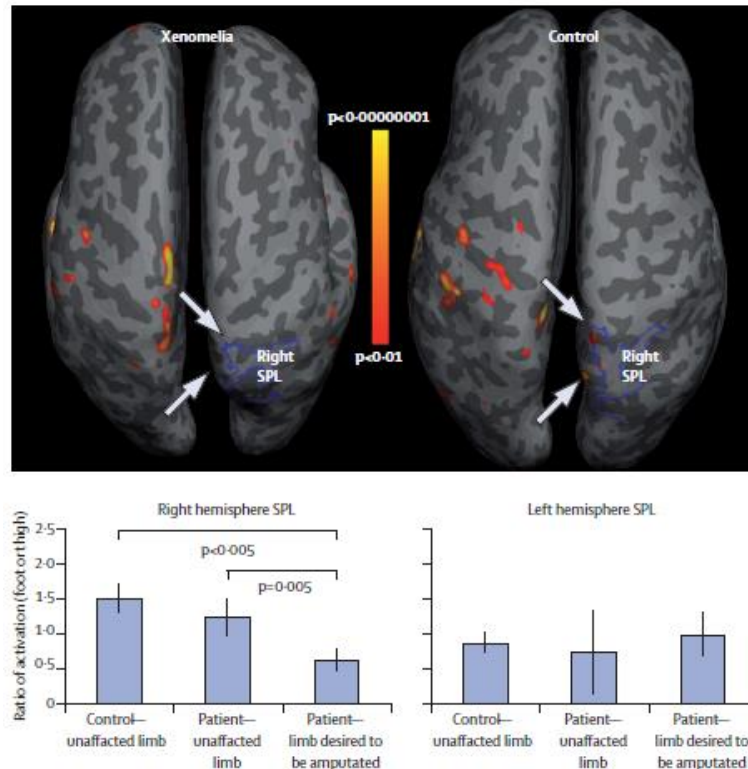 Xenomelia
Control
p<0·00000001
p<0·01
Right
SPL
Right
SPL
Right hemisphere SPL
Left hemisphere SPL
Ratio of activation (foot or high)
2·5
2·0
1·5
1·0
0·5
0
p<0·005
p=0·005
Control—
unaffacted limb
Patient—
unaffacted
limb
Patient—
limb desired to
be amputated
Control—
unaffacted limb
Patient—
unaffacted
limb
Patient—
limb desired to
be amputated